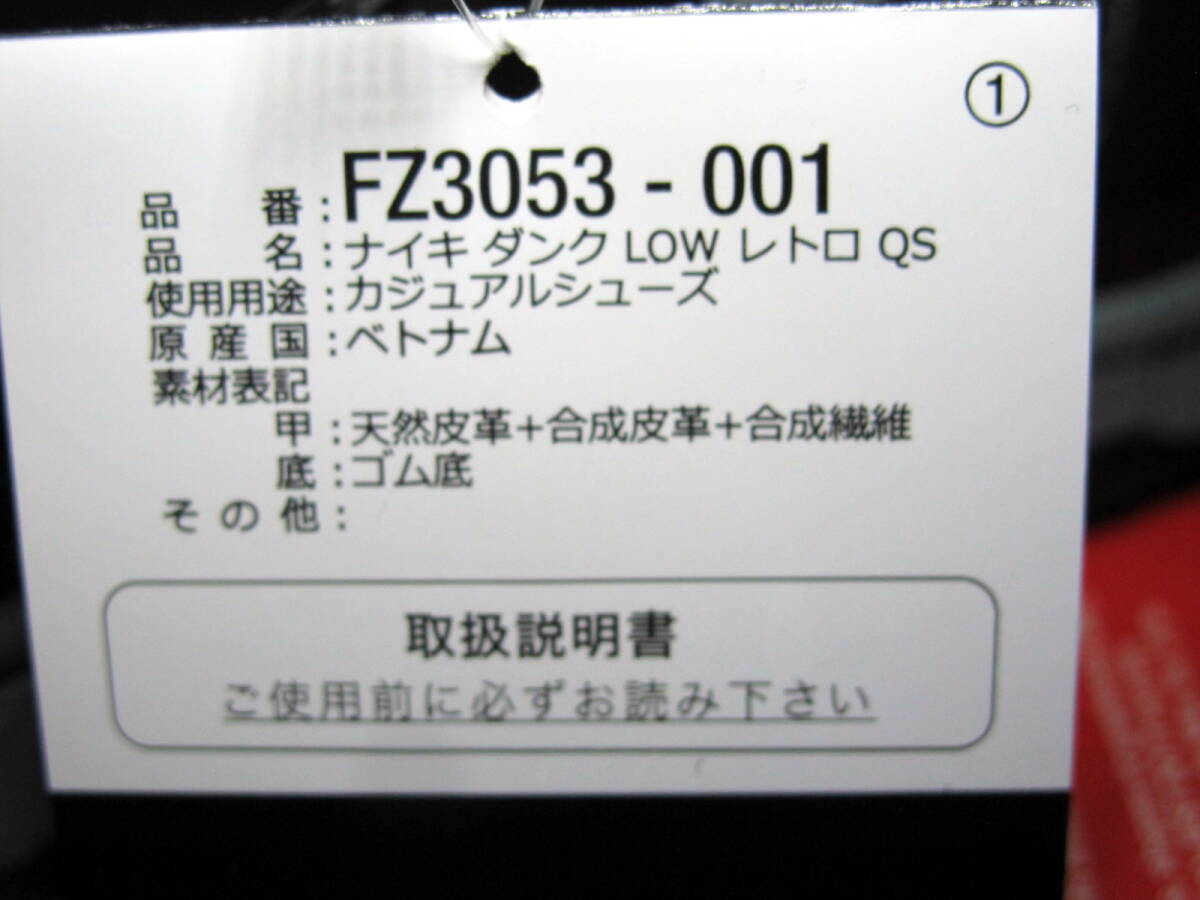 ①
品 番:FZ3053 - 001
品 名:ナイキ ダンク LOW レトロ QS
使用用途:カジュアルシューズ
原 産 国:ベトナム
素材表記
甲:天然皮革+合成皮革+合成繊維
底:ゴム底
そ の 他:
取扱説明書
ご使用前に必ずお読み下さい